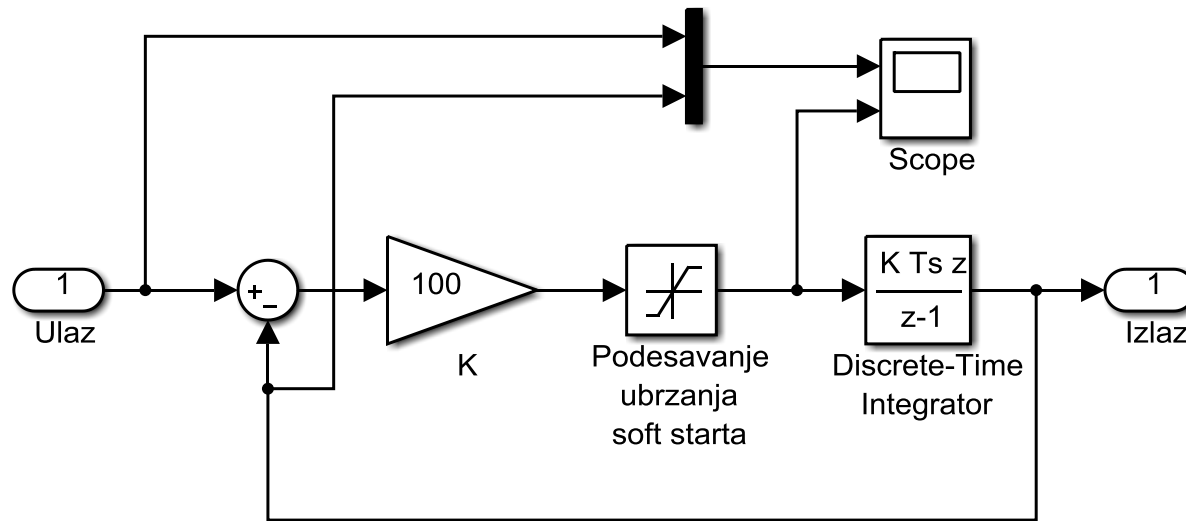 Scope
1
Ulaz
+
−
100
K
Podesavanje
ubrzanja
soft starta
K Ts z
z-1
Discrete-Time
Integrator
1
Izlaz